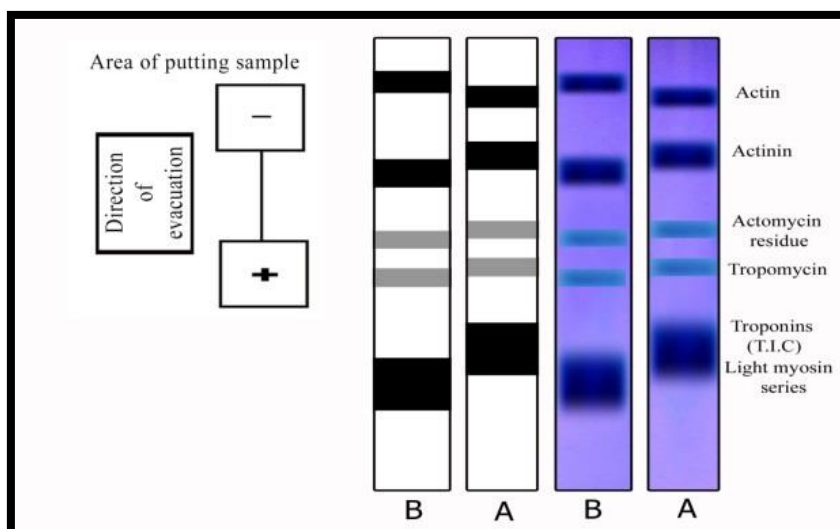 Area of putting sample
−
Direction
of
evacuation
+
Actin
Actinin
Actomycin
residue
Tropomycin
Troponins
(T.I.C)
Light myosin
series
B
A
B
A